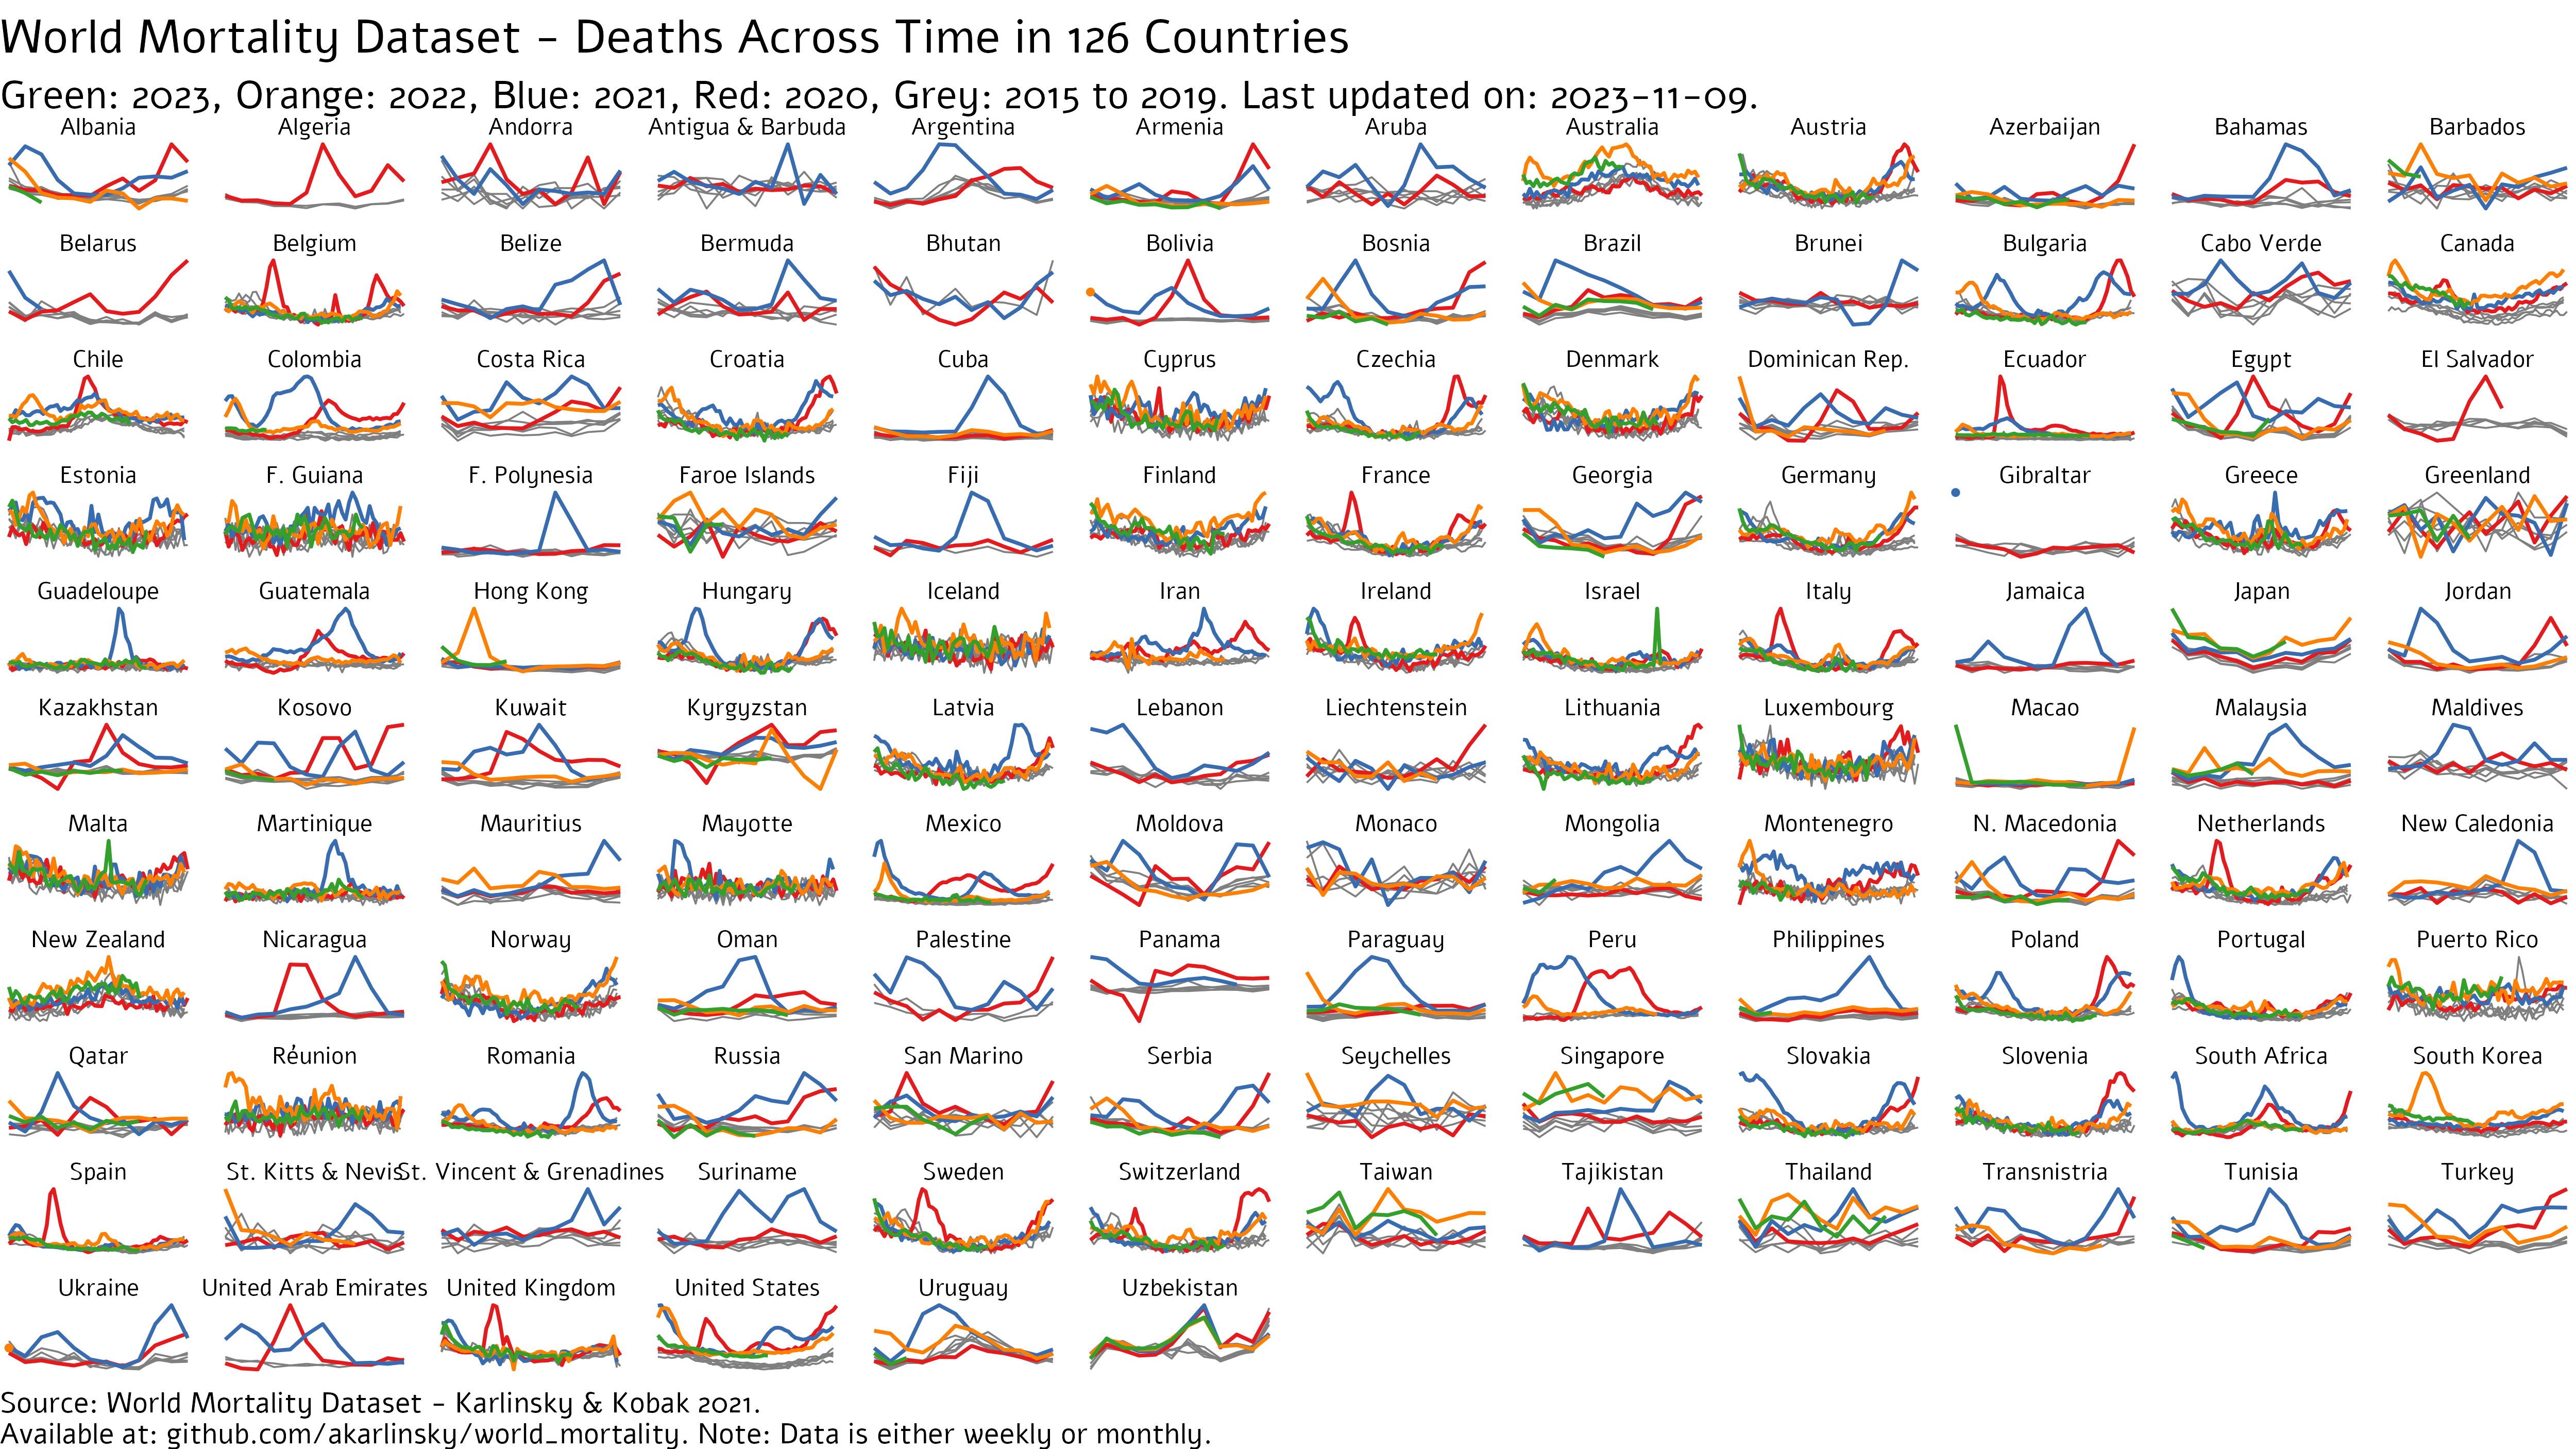 World Mortality Dataset - Deaths Across Time in 126 Countries
Green: 2023, Orange: 2022, Blue: 2021, Red: 2020, Grey: 2015 to 2019. Last updated on: 2023-11-09.
Albania Algeria Andorra Antigua & Barbuda Argentina Armenia Aruba Australia Austria Azerbaijan Bahamas Barbados
Belarus Belgium Belize Bermuda Bhutan Bolivia Bosnia Brazil Brunei Bulgaria Cabo Verde Canada
Chile Colombia Costa Rica Croatia Cuba Cyprus Czechia Denmark Dominican Rep. Ecuador Egypt El Salvador
Estonia F. Guiana F. Polynesia Faroe Islands Fiji Finland France Georgia Germany Gibraltar Greece Greenland
Guadeloupe Guatemala Hong Kong Hungary Iceland Iran Ireland Israel Italy Jamaica Japan Jordan
Kazakhstan Kosovo Kuwait Kyrgyzstan Latvia Lebanon Liechtenstein Lithuania Luxembourg Macao Malaysia Maldives
Malta Martinique Mauritius Mayotte Mexico Moldova Monaco Mongolia Montenegro N. Macedonia Netherlands New Caledonia
New Zealand Nicaragua Norway Oman Palestine Panama Paraguay Peru Philippines Poland Portugal Puerto Rico
Qatar Réunion Romania Russia San Marino Serbia Seychelles Singapore Slovakia Slovenia South Africa South Korea
Spain St. Kitts & Nevis St. Vincent & Grenadines Suriname Sweden Switzerland Taiwan Tajikistan Thailand Transnistria Tunisia Turkey
Ukraine United Arab Emirates United Kingdom United States Uruguay Uzbekistan
Source: World Mortality Dataset - Karlinsky & Kobak 2021.
Available at: github.com/akarlinsky/world_mortality. Note: Data is either weekly or monthly.